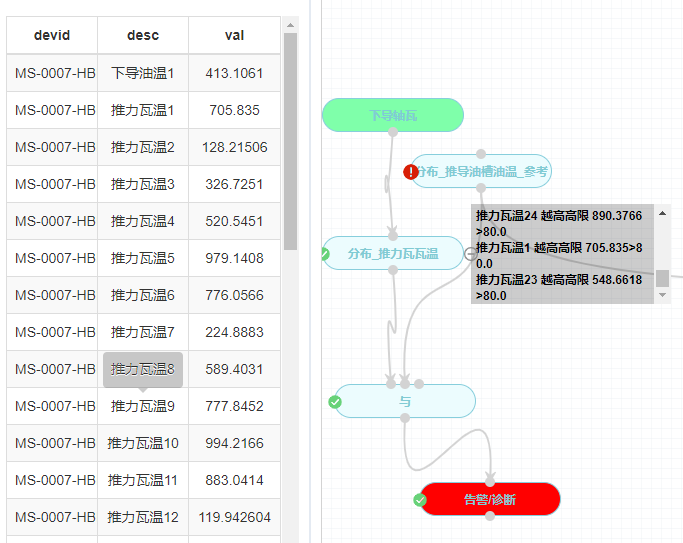 devid desc val
MS-0007-HB 下导油温1 413.1061
MS-0007-HB 推力瓦温1 705.835
MS-0007-HB 推力瓦温2 128.21506
MS-0007-HB 推力瓦温3 326.7251
MS-0007-HB 推力瓦温4 520.5451
MS-0007-HB 推力瓦温5 979.1408
MS-0007-HB 推力瓦温6 776.0566
MS-0007-HB 推力瓦温7 224.8883
MS-0007-HB 推力瓦温8 589.4031
MS-0007-HB 推力瓦温9 777.8452
MS-0007-HB 推力瓦温10 994.2166
MS-0007-HB 推力瓦温11 883.0414
MS-0007-HB 推力瓦温12 119.942604
下导轴瓦
分布_推导油槽油温_参考
推力瓦温24 越高高限 890.3766
>80.0
推力瓦温1 越高高限 705.835>8
0.0
推力瓦温23 越高高限 548.6618
>80.0
分布_推力瓦瓦温
与
告警/诊断